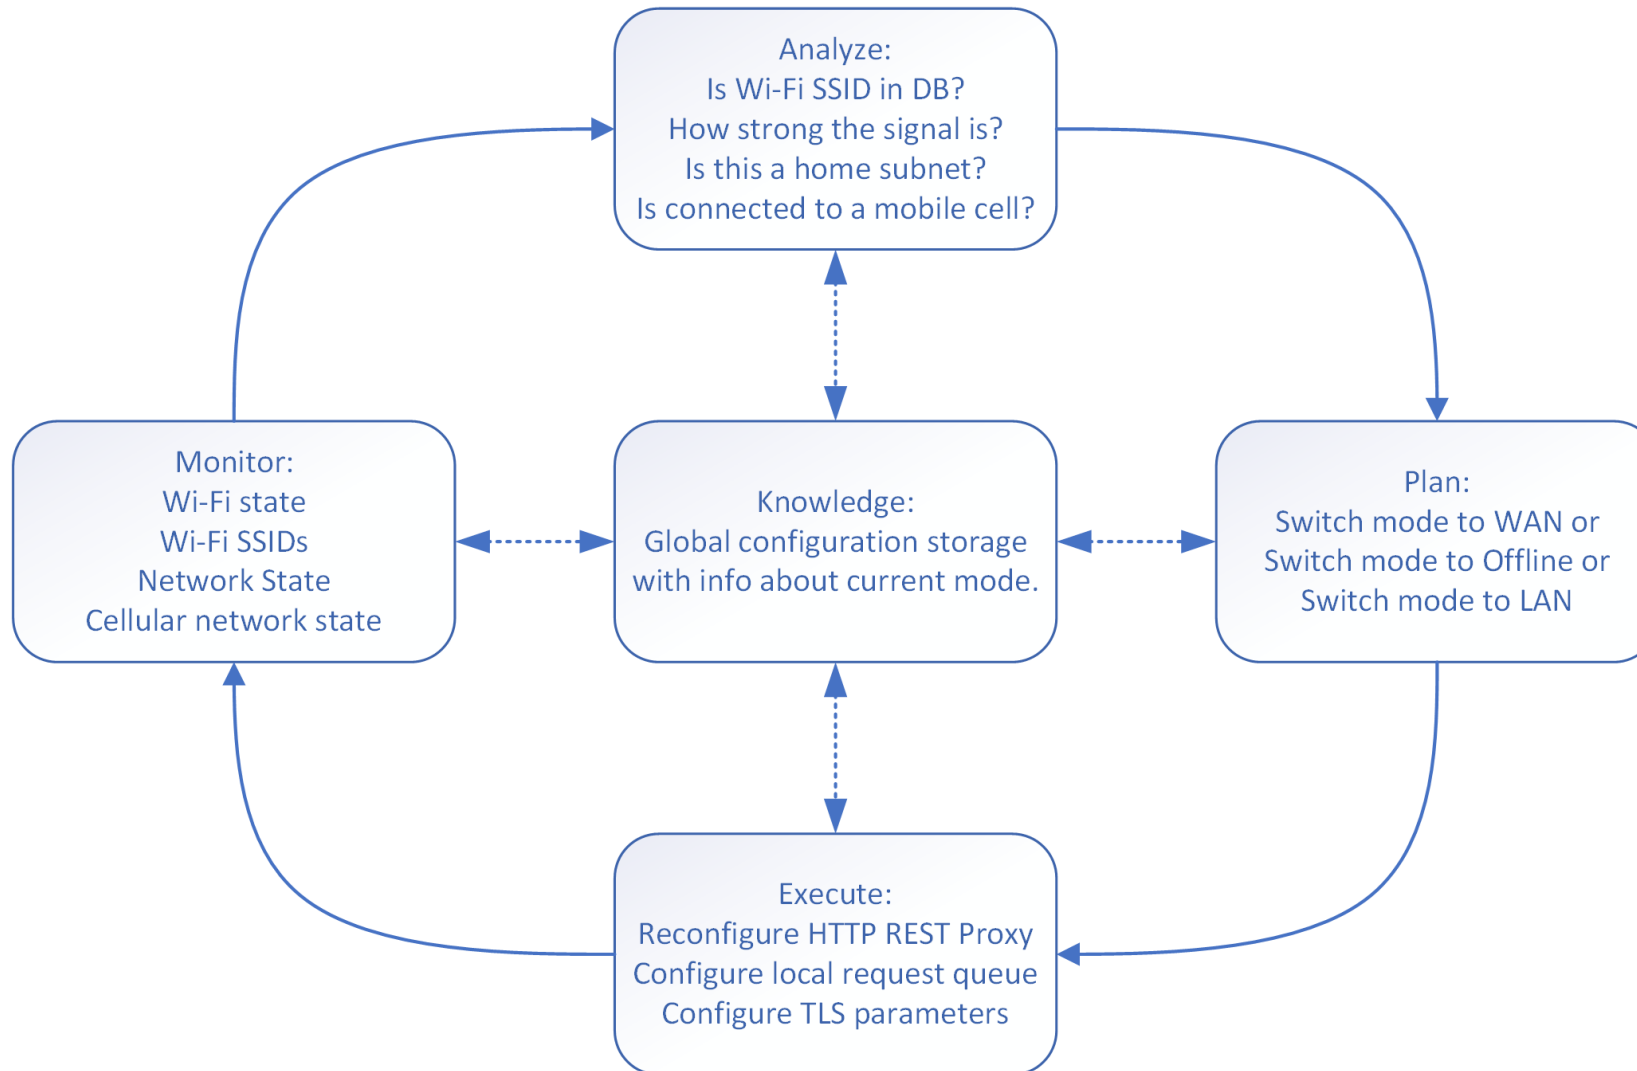 Analyze:
Is Wi-Fi SSID in DB?
How strong the signal is?
Is this a home subnet?
Is connected to a mobile cell?
Monitor:
Wi-Fi state
Wi-Fi SSIDs
Network State
Cellular network state
Knowledge:
Global configuration storage
with info about current mode.
Plan:
Switch mode to WAN or
Switch mode to Offline or
Switch mode to LAN
Execute:
Reconfigure HTTP REST Proxy
Configure local request queue
Configure TLS parameters